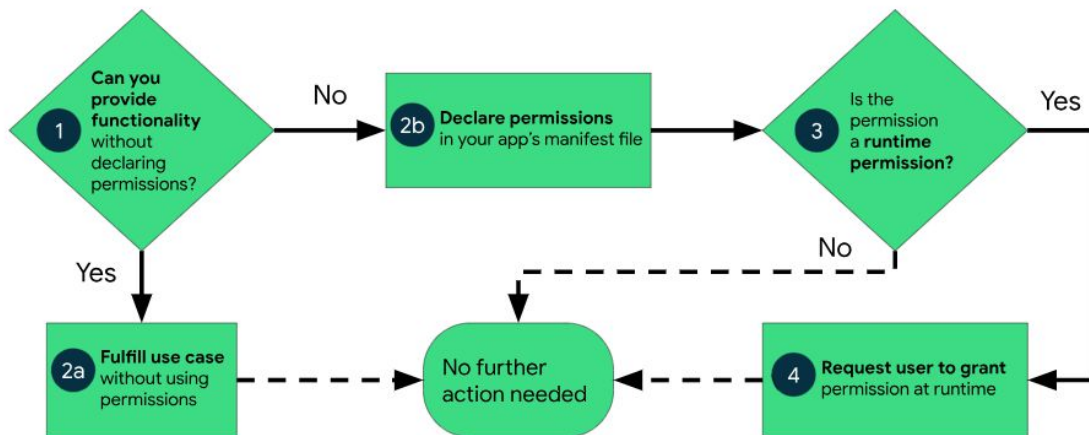 1
Can you
provide
functionality
without
declaring
permissions?
No
2b
Declare permissions
in your app's manifest file
3
Is the
permission
a runtime
permission?
Yes
Yes
No
2a
Fulfill use case
without using
permissions
No further
action needed
4
Request user to grant
permission at runtime